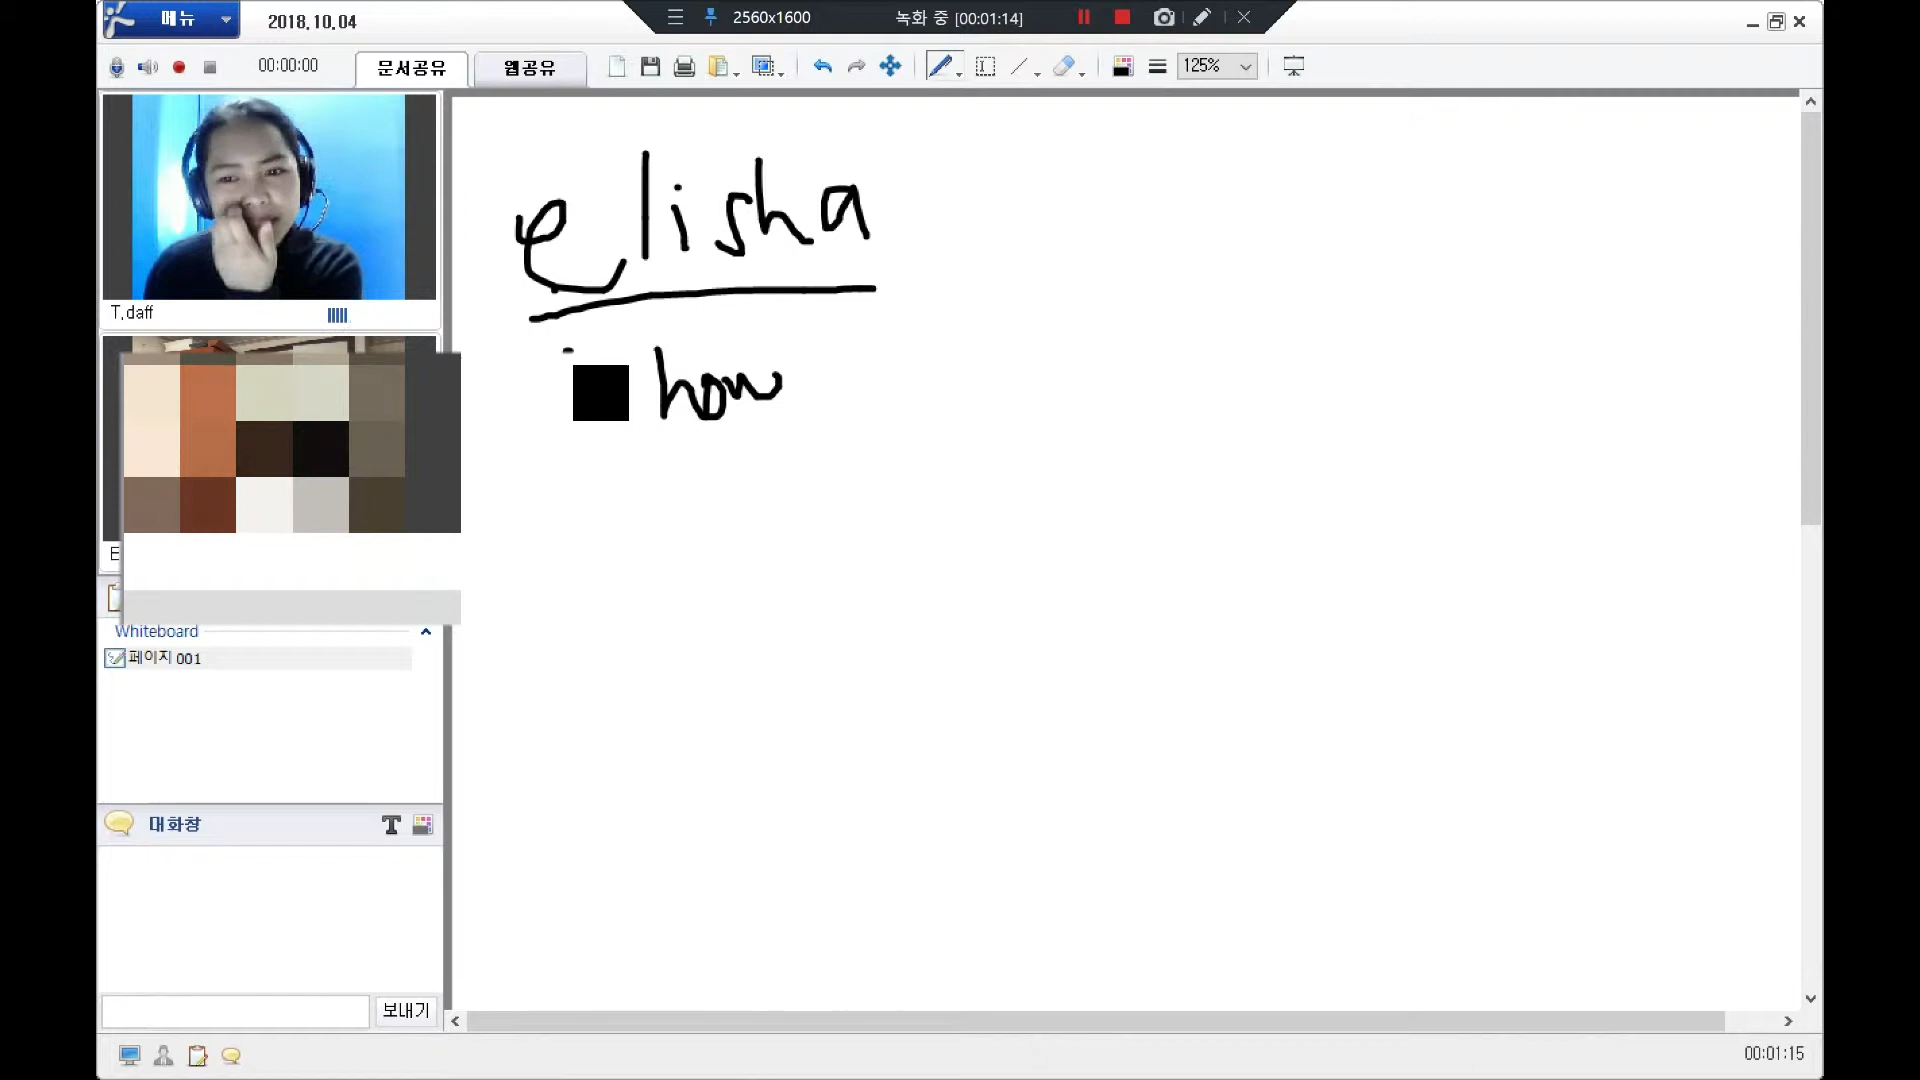 메뉴 2018.10.04 2560x1600 녹화 중 [00:01:14]
00:00:00 문서공유 웹공유 125%
elisha
T.daff
how
E
Whiteboard
페이지 001
대화창 T
보내기
00:01:15